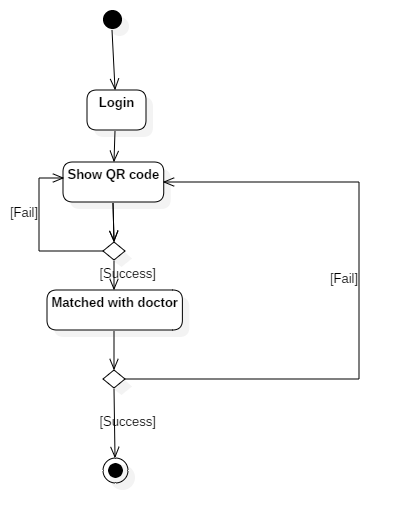 Login
Show QR code
[Fail]
[Success]
Matched with doctor
[Fail]
[Success]